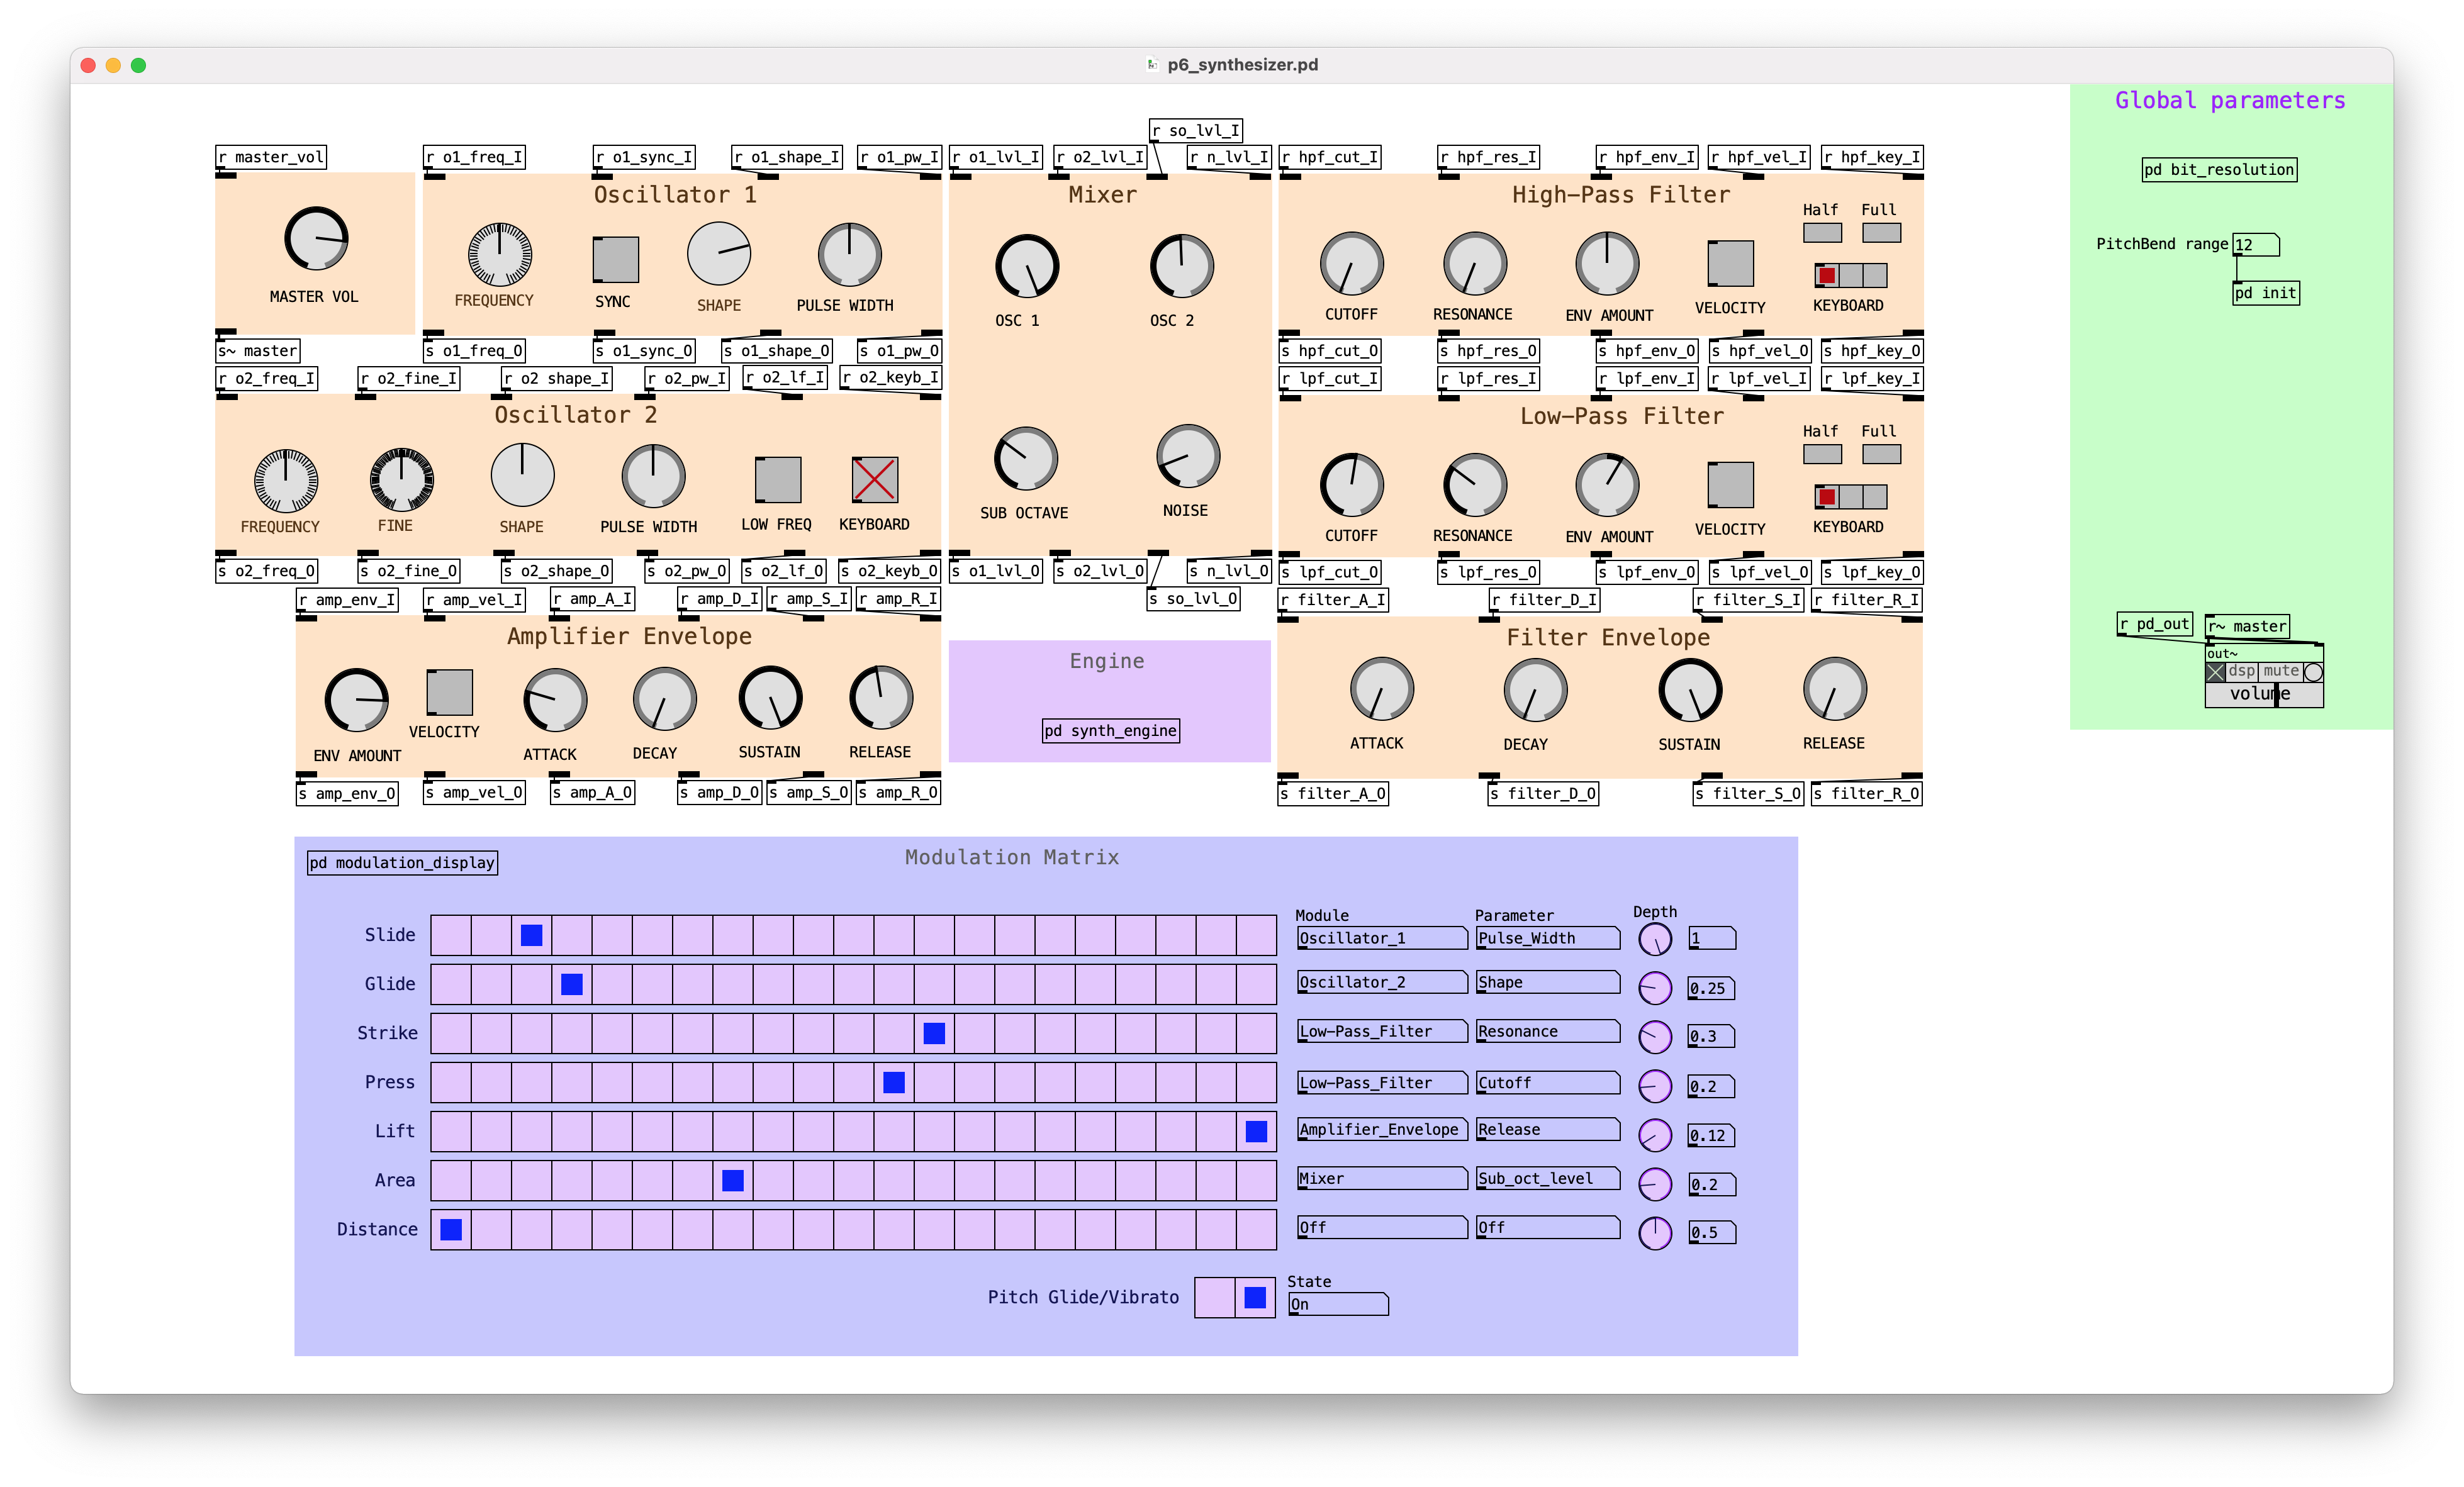 p6_synthesizer.pd
Global parameters
r so_lvl_I
r master_vol
r o1_freq_I
r o1_sync_I
r o1_shape_I
r o1_pw_I
r o1_lvl_I
r o2_lvl_I
r n_lvl_I
r hpf_cut_I
r hpf_res_I
r hpf_env_I
r hpf_vel_I
r hpf_key_I
pd bit_resolution
MASTER VOL
s~ master
Oscillator 1
FREQUENCY
SYNC
SHAPE
PULSE WIDTH
s o1_freq_O
s o1_sync_O
s o1_shape_O
s o1_pw_O
Mixer
OSC 1
OSC 2
SUB OCTAVE
NOISE
s o1_lvl_O
s o2_lvl_O
s n_lvl_O
s so_lvl_O
High-Pass Filter
Half
Full
CUTOFF
RESONANCE
ENV AMOUNT
VELOCITY
KEYBOARD
s hpf_cut_O
s hpf_res_O
s hpf_env_O
s hpf_vel_O
s hpf_key_O
PitchBend range
12
pd init
r o2_freq_I
r o2_fine_I
r o2 shape_I
r o2_pw_I
r o2_lf_I
r o2_keyb_I
Oscillator 2
FREQUENCY
FINE
SHAPE
PULSE WIDTH
LOW FREQ
KEYBOARD
s o2_freq_O
s o2_fine_O
s o2_shape_O
s o2_pw_O
s o2_lf_O
s o2_keyb_O
r lpf_cut_I
r lpf_res_I
r lpf_env_I
r lpf_vel_I
r lpf_key_I
Low-Pass Filter
Half
Full
CUTOFF
RESONANCE
ENV AMOUNT
VELOCITY
KEYBOARD
s lpf_cut_O
s lpf_res_O
s lpf_env_O
s lpf_vel_O
s lpf_key_O
r amp_env_I
r amp_vel_I
r amp_A_I
r amp_D_I
r amp_S_I
r amp_R_I
Amplifier Envelope
ENV AMOUNT
VELOCITY
ATTACK
DECAY
SUSTAIN
RELEASE
s amp_env_O
s amp_vel_O
s amp_A_O
s amp_D_O
s amp_S_O
s amp_R_O
Engine
pd synth_engine
r filter_A_I
r filter_D_I
r filter_S_I
r filter_R_I
Filter Envelope
ATTACK
DECAY
SUSTAIN
RELEASE
s filter_A_O
s filter_D_O
s filter_S_O
s filter_R_O
r pd_out
r~ master
out~
dsp
mute
volume
pd modulation_display
Modulation Matrix
Module
Parameter
Depth
Slide
Oscillator_1
Pulse_Width
1
Glide
Oscillator_2
Shape
0.25
Strike
Low-Pass_Filter
Resonance
0.3
Press
Low-Pass_Filter
Cutoff
0.2
Lift
Amplifier_Envelope
Release
0.12
Area
Mixer
Sub_oct_level
0.2
Distance
Off
Off
0.5
Pitch Glide/Vibrato
State
On